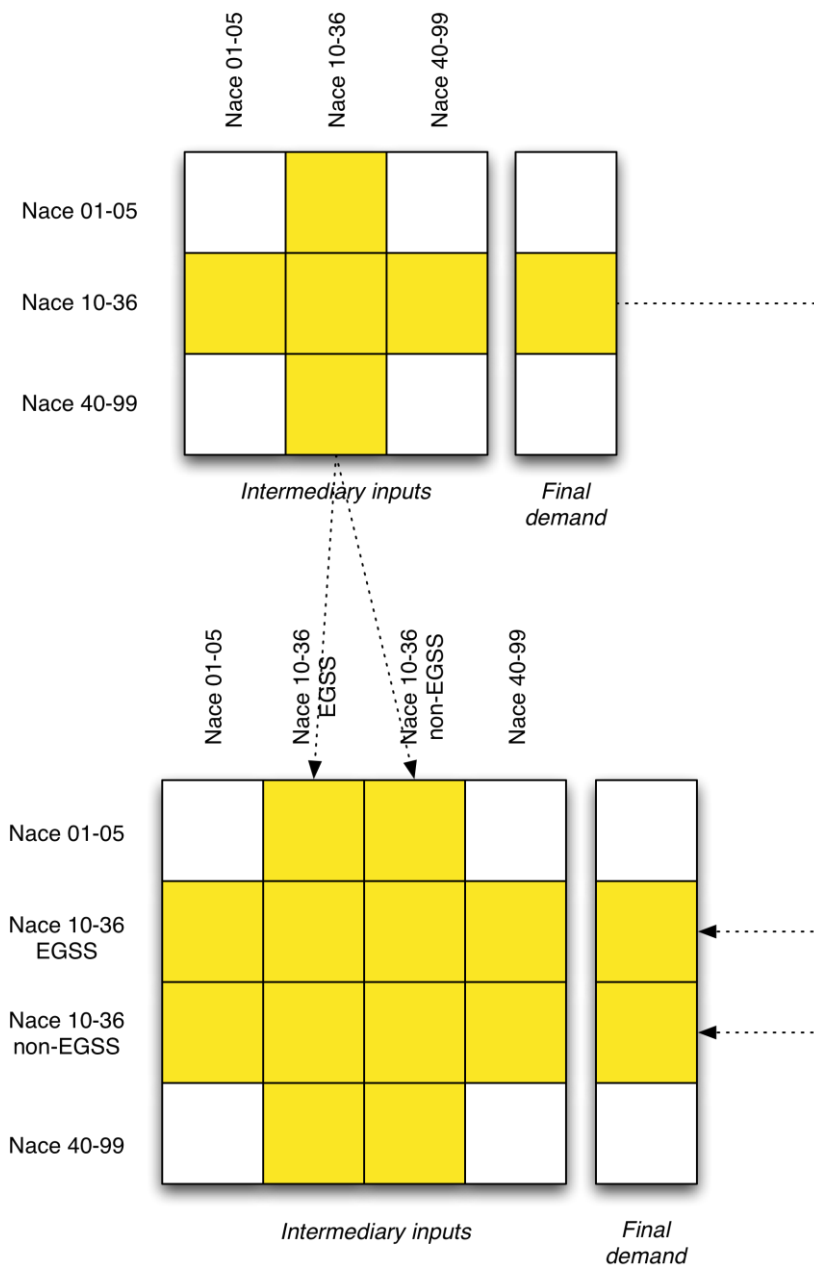 Nace 01-05
Nace 10-36
Nace 40-99
Nace 01-05
Nace 10-36
Nace 40-99
Intermediary inputs
Final
demand
Nace 01-05
Nace 10-36
EGSS
Nace 10-36
non-EGSS
Nace 40-99
Nace 01-05
Nace 10-36
EGSS
Nace 10-36
non-EGSS
Nace 40-99
Intermediary inputs
Final
demand